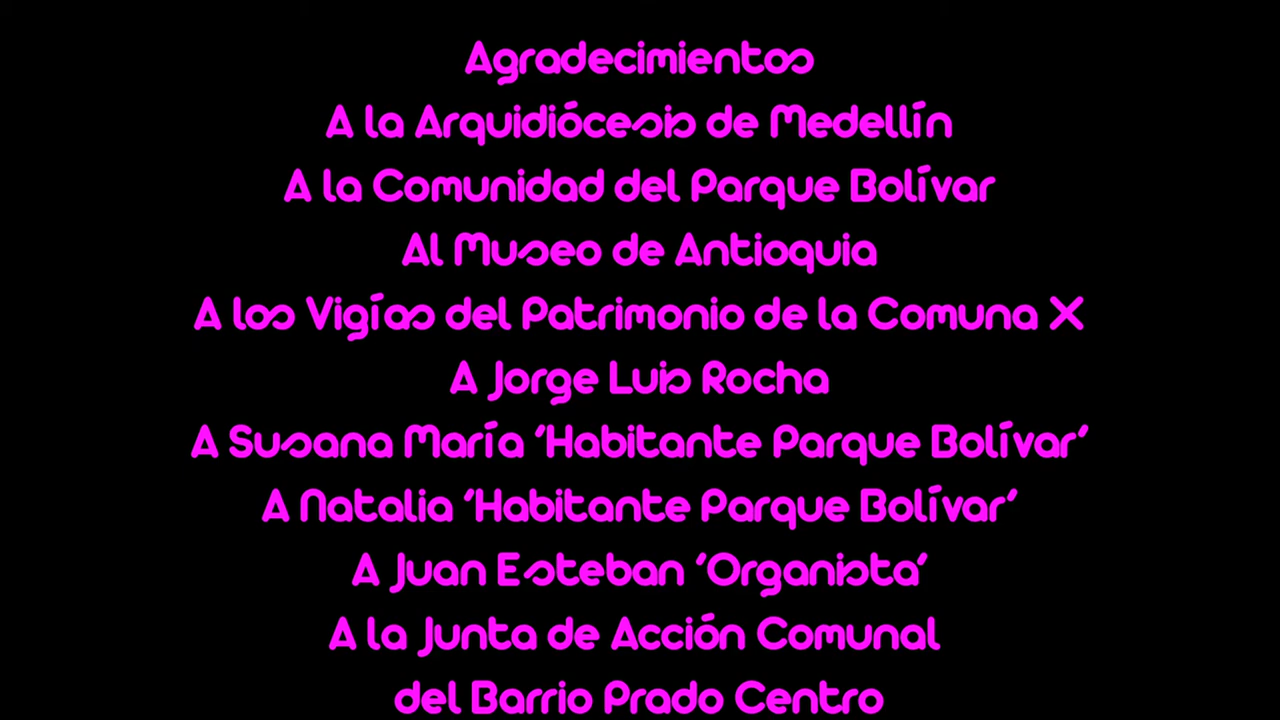 Agradecimientos
A la Arquidiócesis de Medellín
A la Comunidad del Parque Bolívar
Al Museo de Antioquia
A los Vigías del Patrimonio de la Comuna X
A Jorge Luis Rocha
A Susana María ‘Habitante Parque Bolívar’
A Natalia ‘Habitante Parque Bolívar’
A Juan Esteban ‘Organista’
A la Junta de Acción Comunal
del Barrio Prado Centro